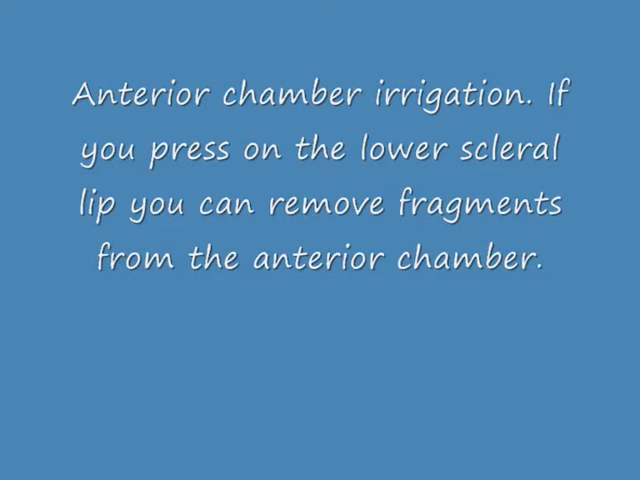 Anterior chamber irrigation. If
you press on the lower scleral
lip you can remove fragments
from the anterior chamber.